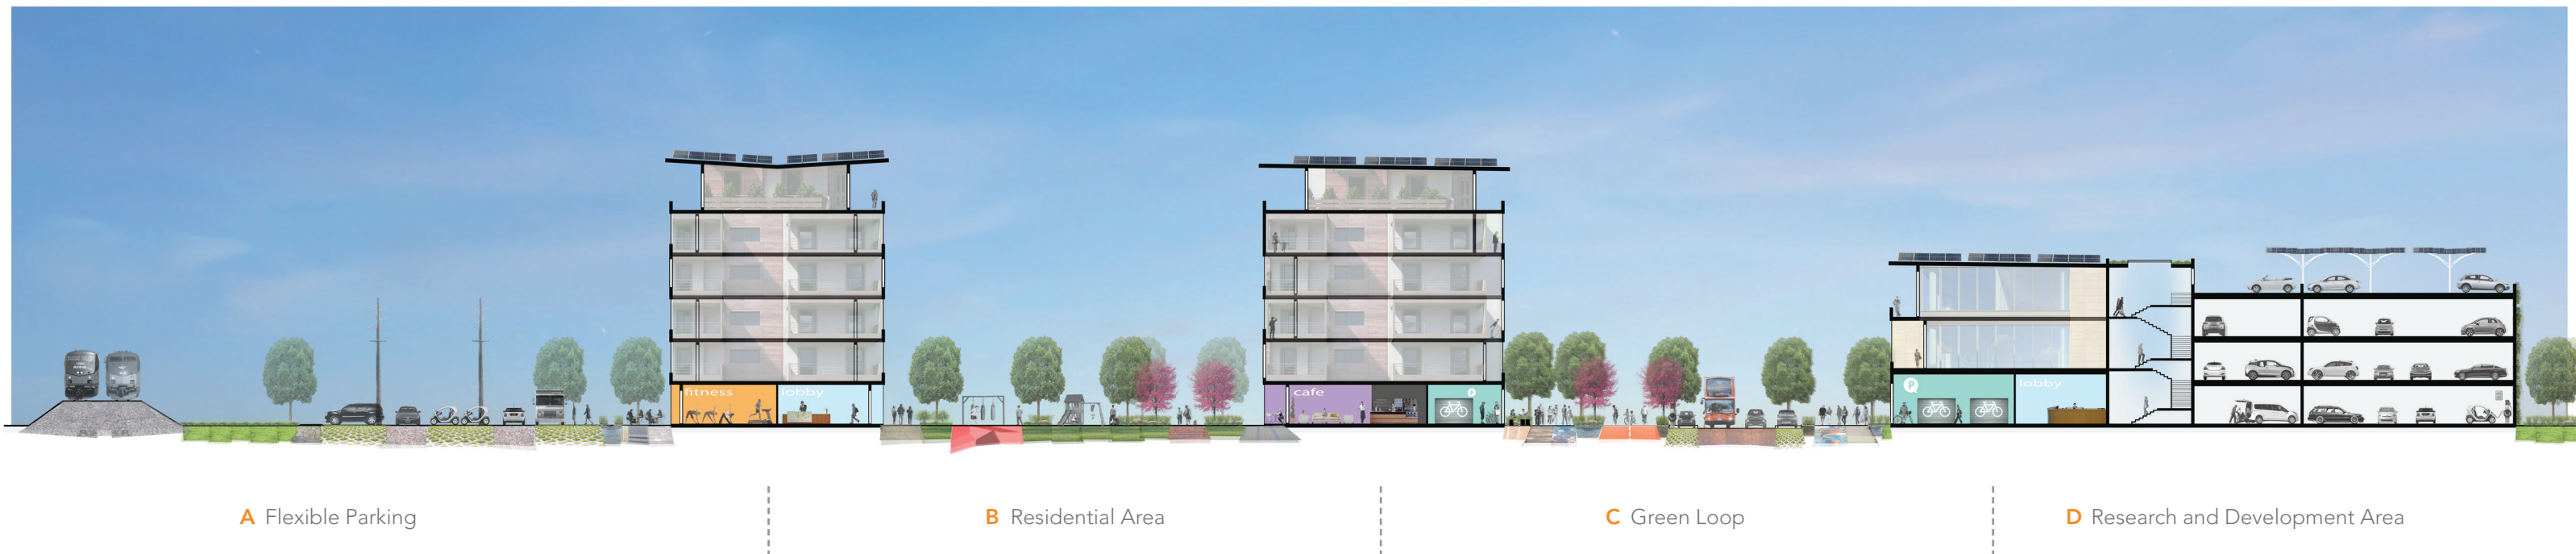 fitness
lobby
cafe
P
P
lobby
A Flexible Parking
B Residential Area
C Green Loop
D Research and Development Area